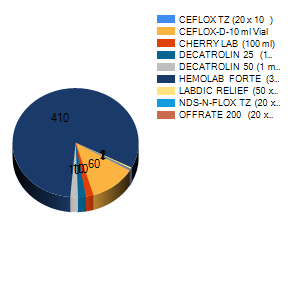 CEFLOX TZ (20 x 10 )
CEFLOX-D-10 ml Vial
CHERRY LAB (100 ml)
DECATROLIN 25 (1...
DECATROLIN 50 (1 m...
HEMOLAB FORTE (3...
LABDIC RELIEF (50 x...
NDS-N-FLOX TZ (20 x...
OFFRATE 200 (20 x...
410
60